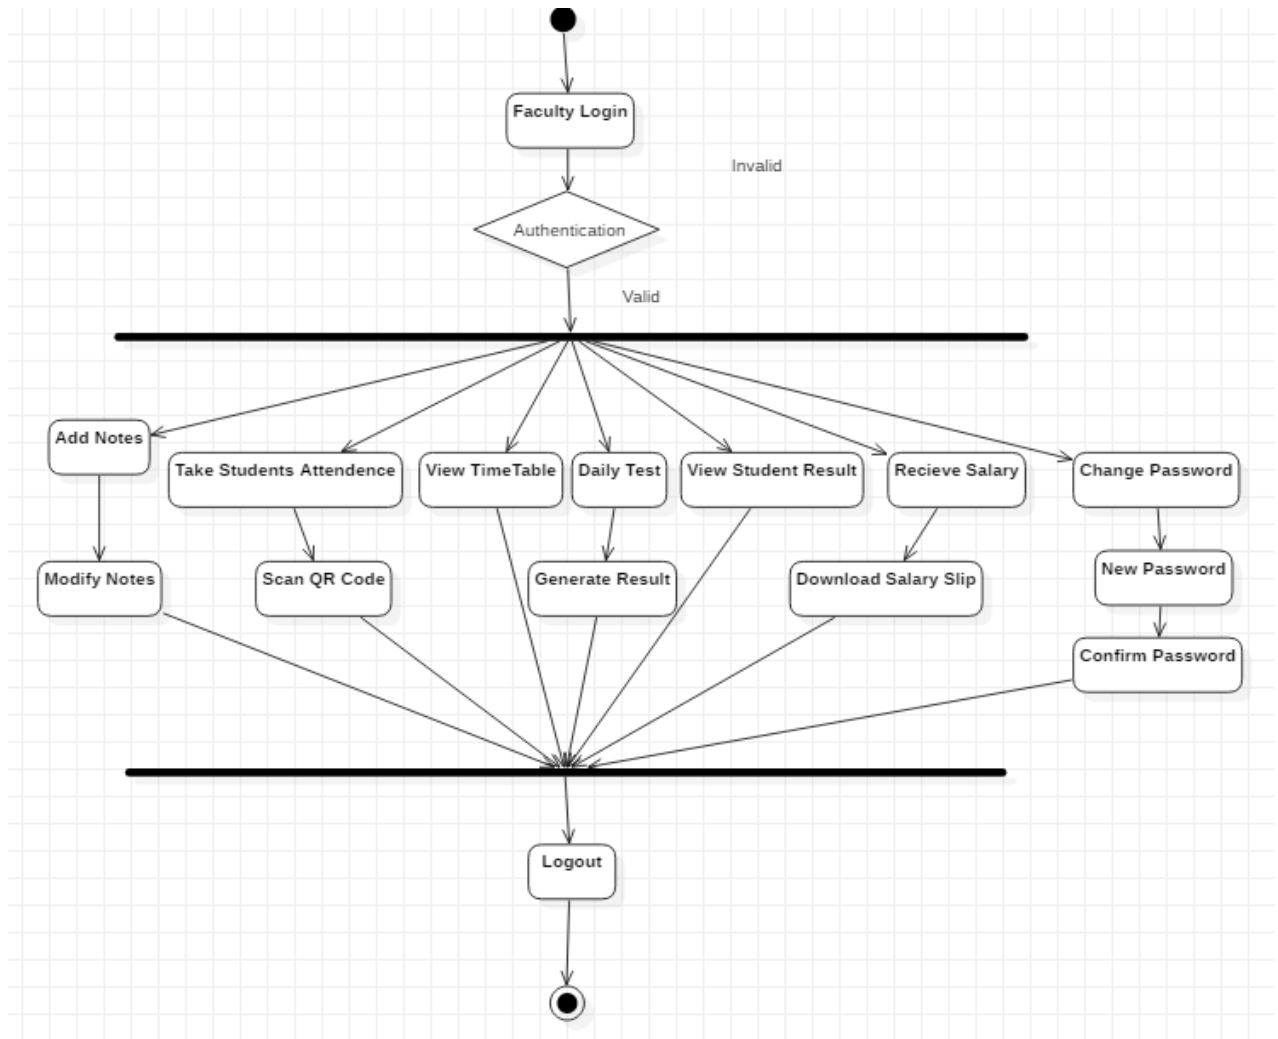 Faculty Login
Invalid
Authentication
Valid
Add Notes
Take Students Attendence
View TimeTable
Daily Test
View Student Result
Recieve Salary
Change Password
Modify Notes
Scan QR Code
Generate Result
Download Salary Slip
New Password
Confirm Password
Logout